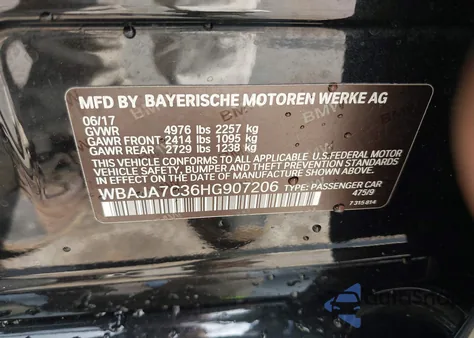 MFD BY BAYERISCHE MOTOREN WERKE AG
06/17
GVWR 4976 lbs 2257 kg
GAWR FRONT 2414 lbs 1095 kg
GAWR REAR 2729 lbs 1238 kg
THIS VEHICLE CONFORMS TO ALL APPLICABLE U.S. FEDERAL MOTOR
VEHICLE SAFETY, BUMPER AND THEFT PREVENTION STANDARDS
IN EFFECT ON THE DATE OF MANUFACTURE SHOWN ABOVE.
WBAJA7C36HG907206 TYPE: PASSENGER CAR
475/9
7 315 814